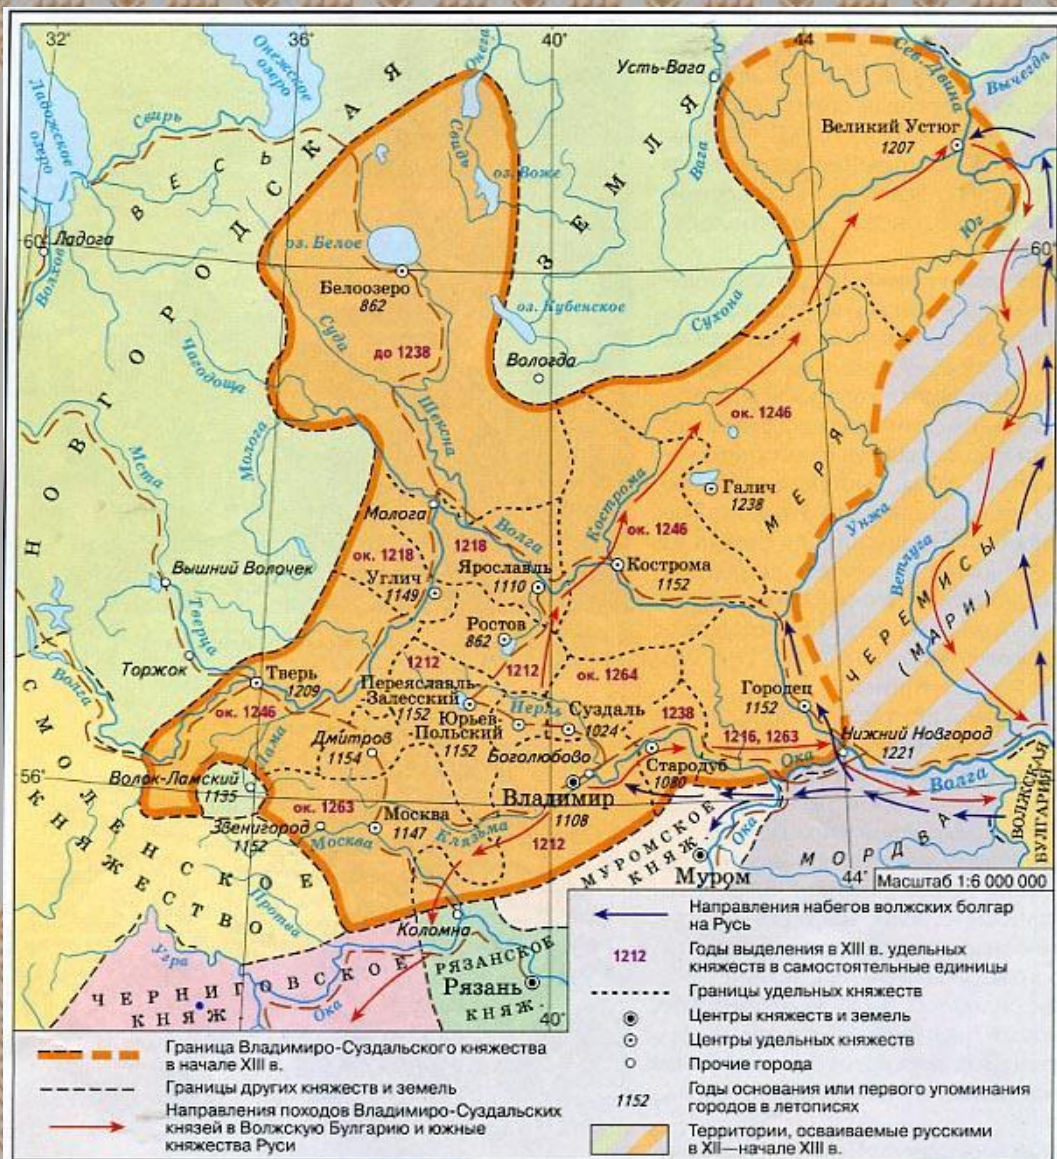 32°
36°
40°
44°
Ладожское
озеро
Онежское
озеро
Онега
Свирь
Усть-Вага
Сев. Двина
Вычегда
Великий Устюг
1207
Вага
ВЕСЬ
НОВГОРОДСКАЯ
ЗЕМЛЯ
Свидь
оз. Воже
60°
Ладога
Волхов
оз. Белое
Белоозеро
862
Юг
60°
оз. Кубенское
Сухона
Суда
до 1238
Вологда
Чагодоща
Шексна
ок. 1246
Молога
Мста
МЕРЯ
Галич
1238
Кострома
Унжа
Молога
Волга
ок. 1246
ок. 1218
1218
Ветлуга
Вышний Волочек
Углич
1149
Ярославль
1110
Кострома
1152
ЧЕРЕМИСЫ
(МАРИ)
Тверца
Ростов
862
Торжок
Волга
Тверь
1209
1212
1212
ок. 1264
Переяславль-
Залесский
1152
Нерль
Городец
1152
Суздаль
1024
1238
ок. 1246
Юрьев-
Польский
1152
Лама
Дмитров
1154
Боголюбово
1216, 1263
Нижний Новгород
1221
Ока
Стародуб
1080
56°
Волок-Ламский
1135
Владимир
1108
Волга
ВОЛЖСКАЯ
БУЛГАРИЯ
СМОЛЕНСКОЕ
КНЯЖЕСТВО
ок. 1263
Москва
1147
Звенигород
1152
Москва
Клязьма
1212
МУРОМСКОЕ
КНЯЖ.
Ока
МОРДВА
Муром
44°
Масштаб 1:6 000 000
Протва
Коломна
Угра
РЯЗАНСКОЕ
Рязань
КНЯЖ.
ЧЕРНИГОВСКОЕ
КНЯЖ.
Ока
40°
Направления набегов волжских болгар
на Русь
1212
Годы выделения в XIII в. удельных
княжеств в самостоятельные единицы
Границы удельных княжеств
Центры княжеств и земель
Центры удельных княжеств
Прочие города
1152
Годы основания или первого упоминания
городов в летописях
Территории, осваиваемые русскими
в XII—начале XIII в.
Граница Владимиро-Суздальского княжества
в начале XIII в.
Границы других княжеств и земель
Направления походов Владимиро-Суздальских
князей в Волжскую Булгарию и южные
княжества Руси